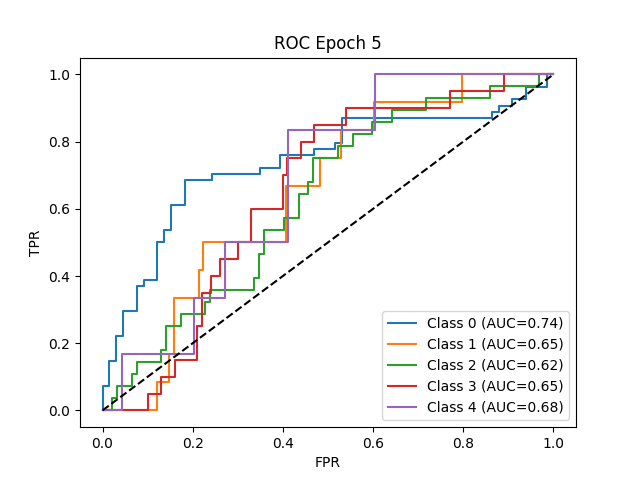 ROC Epoch 5
1.0
0.8
0.6
0.4
0.2
0.0
TPR
0.0 0.2 0.4 0.6 0.8 1.0
FPR
Class 0 (AUC=0.74)
Class 1 (AUC=0.65)
Class 2 (AUC=0.62)
Class 3 (AUC=0.65)
Class 4 (AUC=0.68)